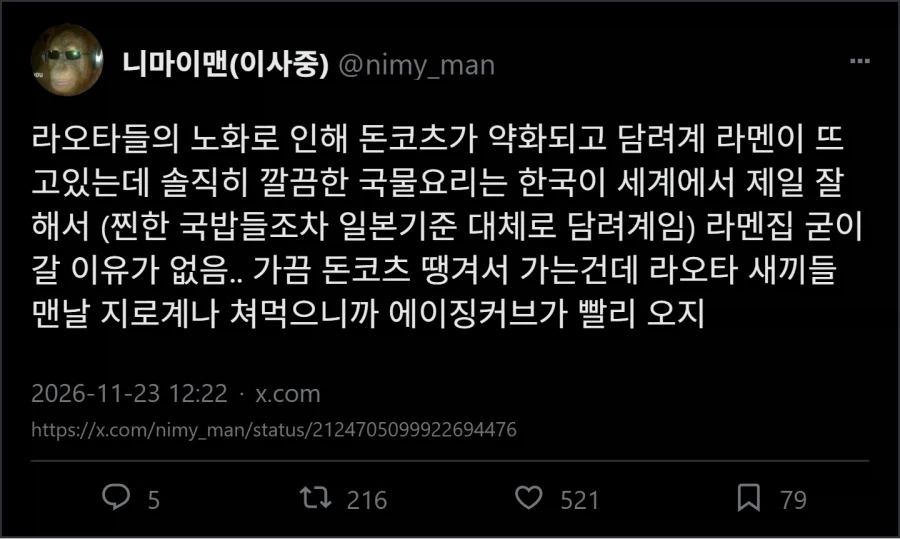 니마이맨(이사중) @nimy_man
라오타들의 노화로 인해 돈코츠가 약화되고 담려계 라멘이 뜨
고있는데 솔직히 깔끔한 국물요리는 한국이 세계에서 제일 잘
해서 (찐한 국밥들조차 일본기준 대체로 담려계임) 라멘집 굳이
갈 이유가 없음.. 가끔 돈코츠 땡겨서 가는건데 라오타 새끼들
맨날 지로계나 쳐먹으니까 에이징커브가 빨리 오지
2026-11-23 12:22 · x.com
https://x.com/nimy_man/status/2124705099922694476
5 216 521 79